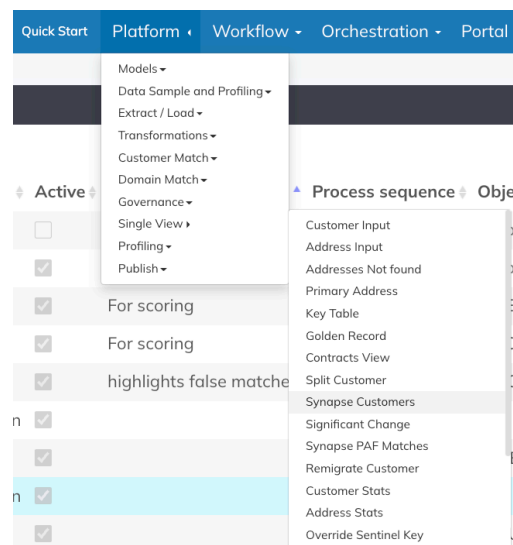 Quick Start Platform Workflow Orchestration Portal
Models
Data Sample and Profiling
Extract / Load
Transformations
Customer Match
Domain Match
Governance
Single View
Profiling
Publish
Active Process sequence Obje
Customer Input
Address Input
Addresses Not found
Primary Address
Key Table
Golden Record
Contracts View
Split Customer
Synapse Customers
Significant Change
Synapse PAF Matches
Remigrate Customer
Customer Stats
Address Stats
Override Sentinel Key
For scoring
For scoring
highlights false matche
n
n